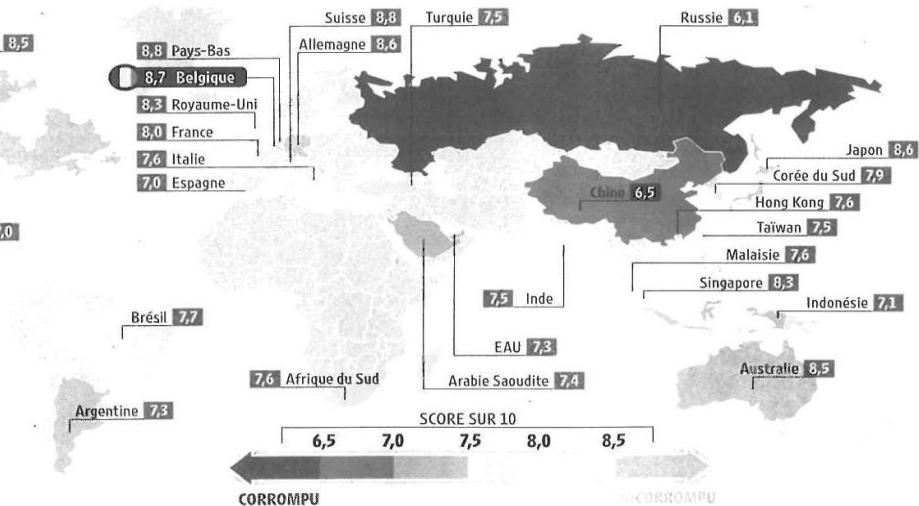 8,5
Suisse 8,8
Turquie 7,5
Russie 6,1
8,8 Pays-Bas
Allemagne 8,6
8,7 Belgique
8,3 Royaume-Uni
8,0 France
7,6 Italie
7,0 Espagne
Japon 8,6
Corée du Sud 7,9
Chine 6,5
Hong Kong 7,6
,0
Taïwan 7,5
Malaisie 7,6
Singapore 8,3
7,5 Inde
Indonésie 7,1
Brésil 7,7
EAU 7,3
7,6 Afrique du Sud
Arabie Saoudite 7,4
Australie 8,5
Argentine 7,3
SCORE SUR 10
6,5 7,0 7,5 8,0 8,5
CORROMPU
INCORROMPU